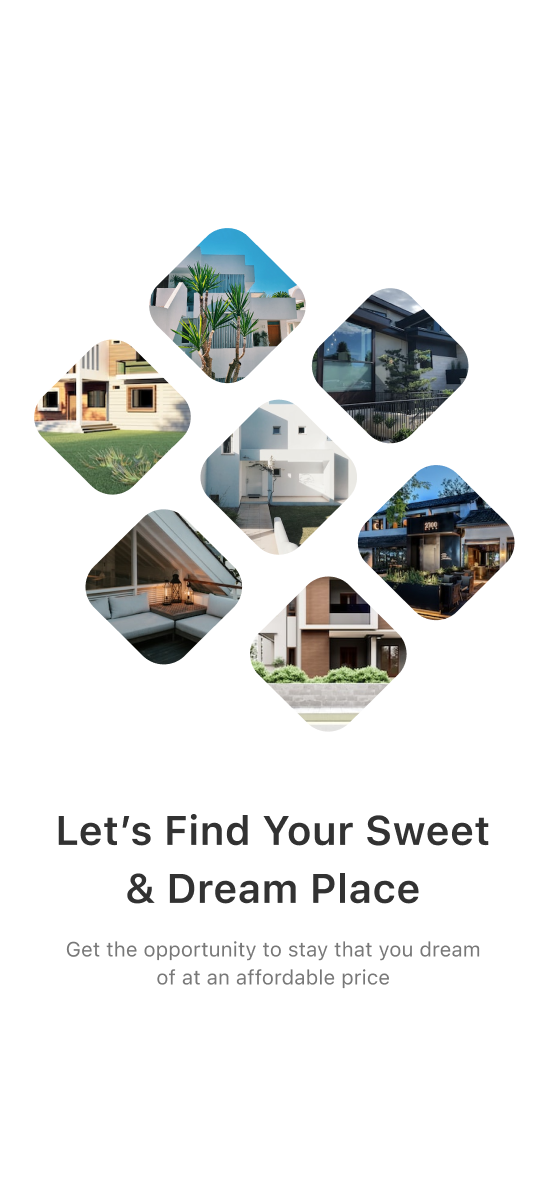 Let’s Find Your Sweet
& Dream Place
Get the opportunity to stay that you dream
of at an affordable price